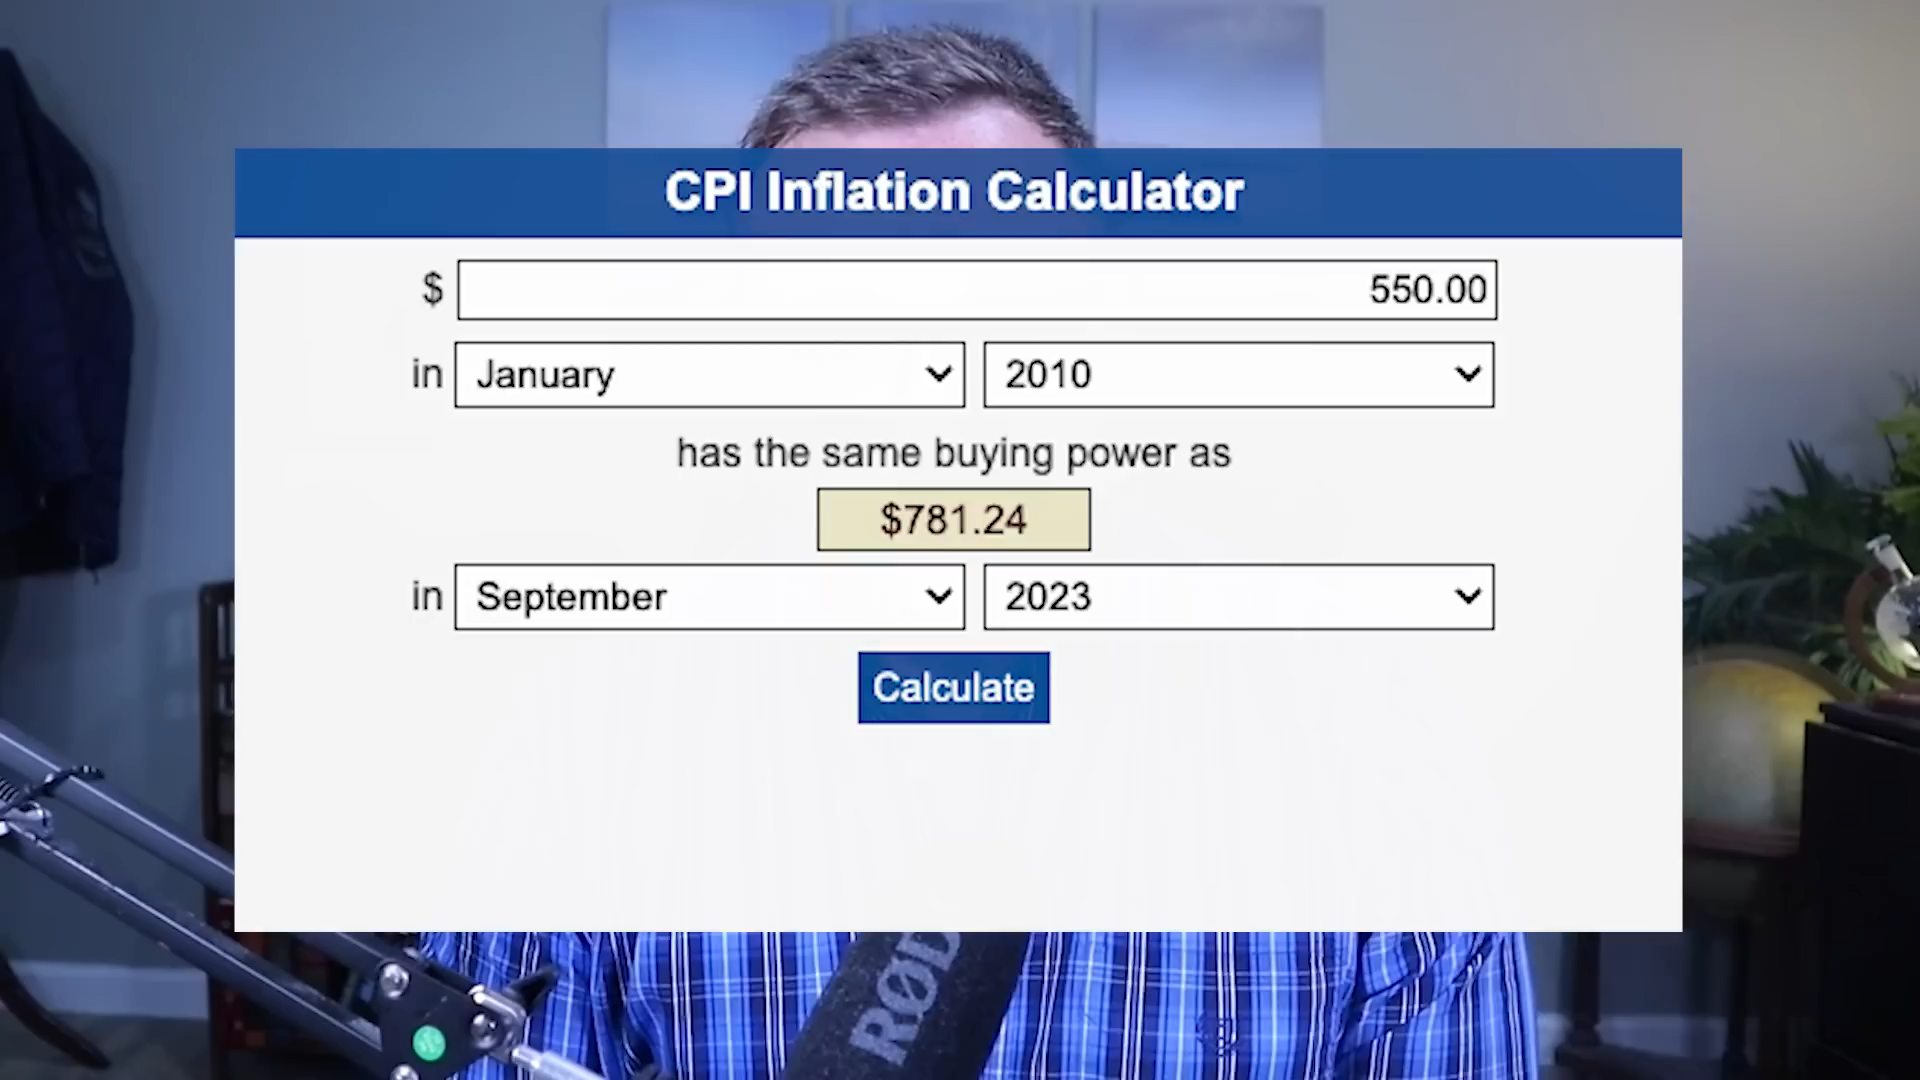 CPI Inflation Calculator
$ 550.00
in January 2010
has the same buying power as
$781.24
in September 2023
Calculate
RØD